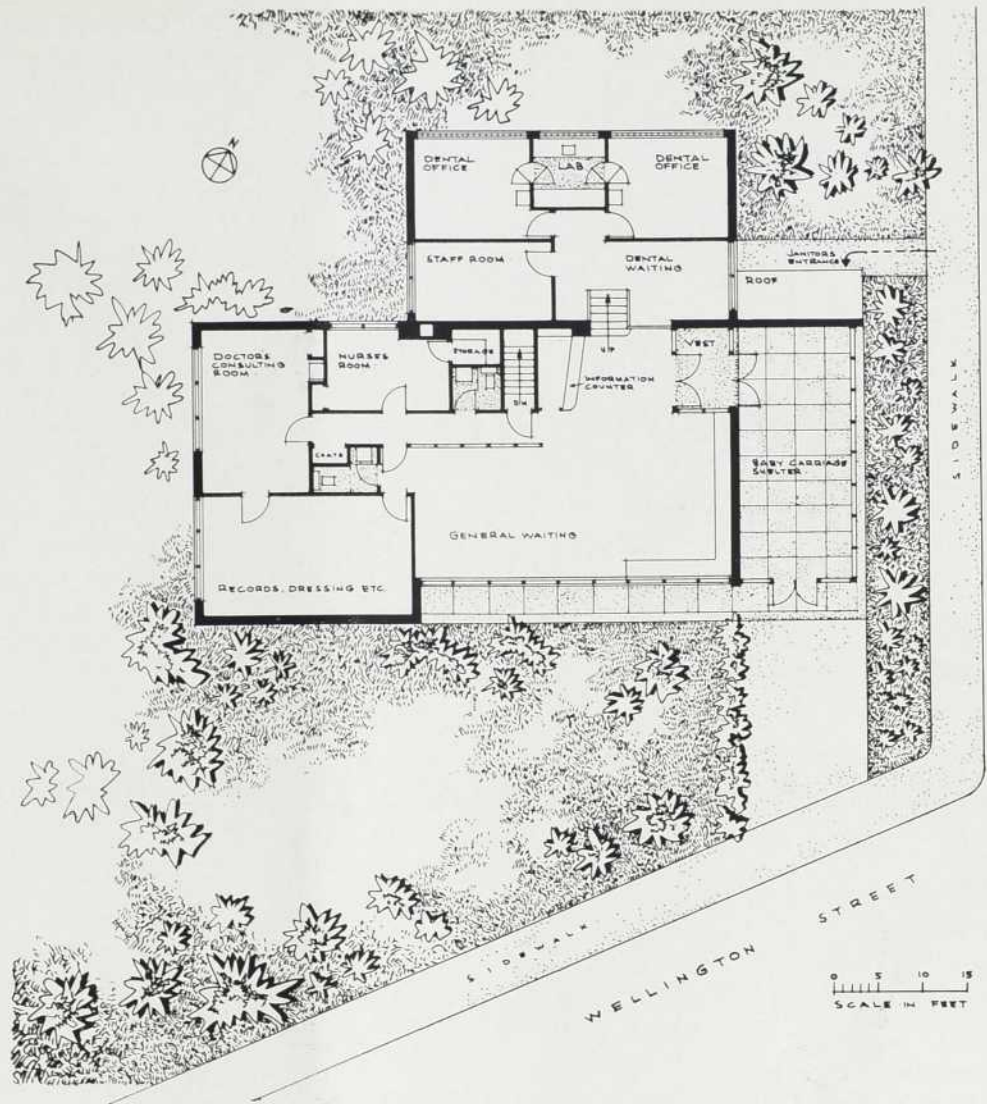 N
DENTAL
OFFICE
LAB
DENTAL
OFFICE
STAFF ROOM
DENTAL
WAITING
JANITORS
ENTRANCE
ROOF
DOCTORS
CONSULTING
ROOM
NURSES
ROOM
STORAGE
UP
VEST
INFORMATION
COUNTER
DN
COATS
BABY CARRIAGE
SHELTER
SIDEWALK
GENERAL WAITING
RECORDS, DRESSING ETC.
SIDEWALK
WELLINGTON STREET
0 5 10 15
SCALE IN FEET